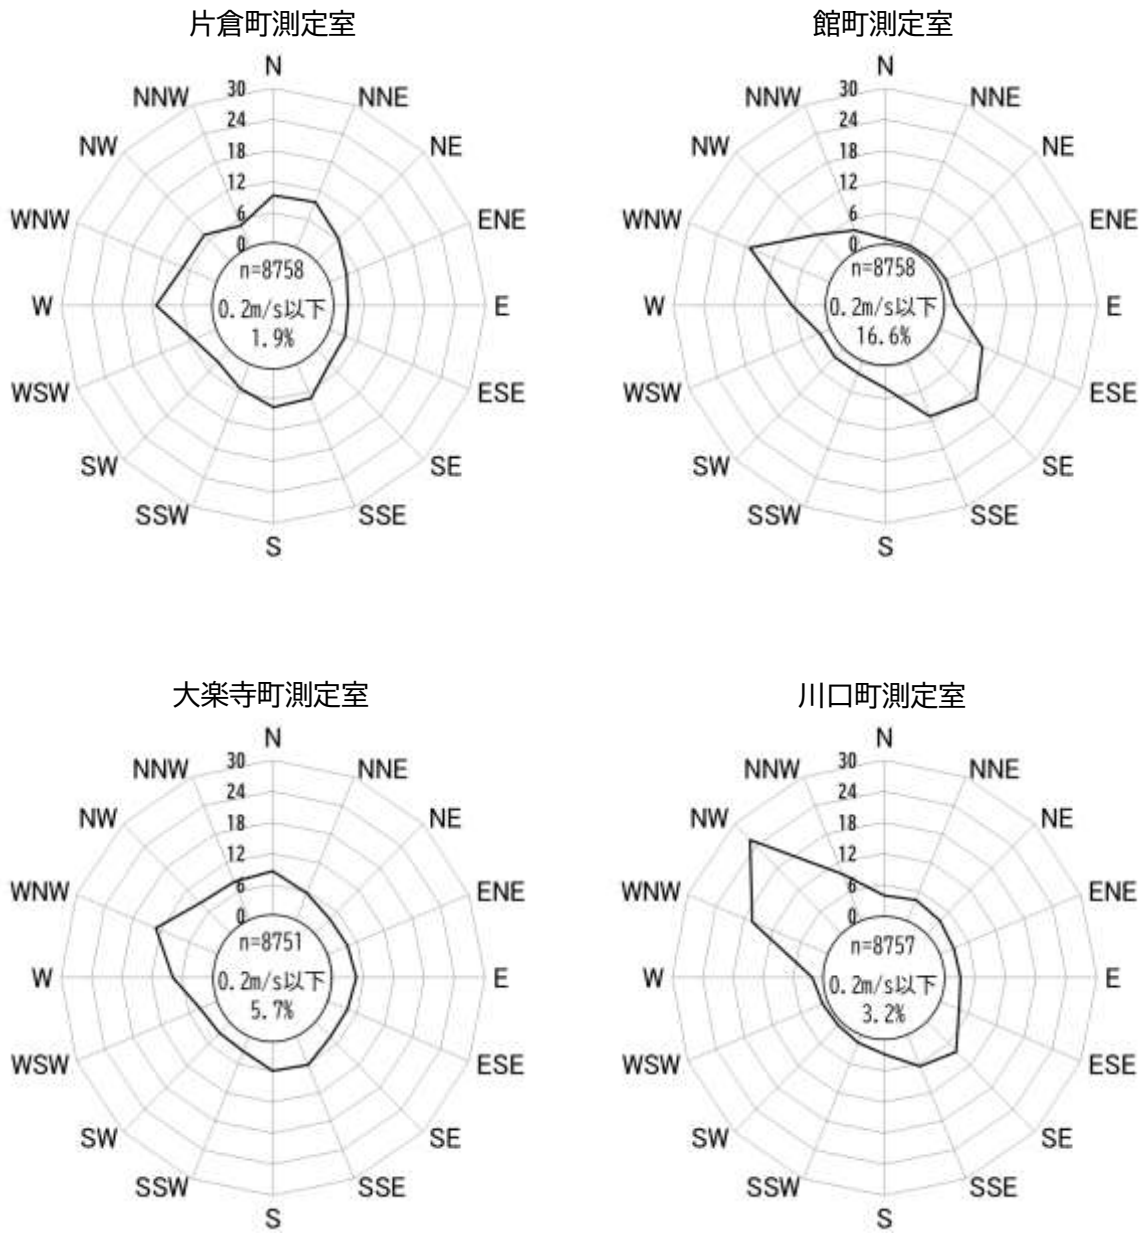 片倉町測定室
N
NNE
NE
ENE
E
ESE
SE
SSE
S
SSW
SW
WSW
W
WNW
NW
NNW
30
24
18
12
6
0
n=8758
0.2m/s以下
1.9%
館町測定室
N
NNE
NE
ENE
E
ESE
SE
SSE
S
SSW
SW
WSW
W
WNW
NW
NNW
30
24
18
12
6
0
n=8758
0.2m/s以下
16.6%
大楽寺町測定室
N
NNE
NE
ENE
E
ESE
SE
SSE
S
SSW
SW
WSW
W
WNW
NW
NNW
30
24
18
12
6
0
n=8751
0.2m/s以下
5.7%
川口町測定室
N
NNE
NE
ENE
E
ESE
SE
SSE
S
SSW
SW
WSW
W
WNW
NW
NNW
30
24
18
12
6
0
n=8757
0.2m/s以下
3.2%